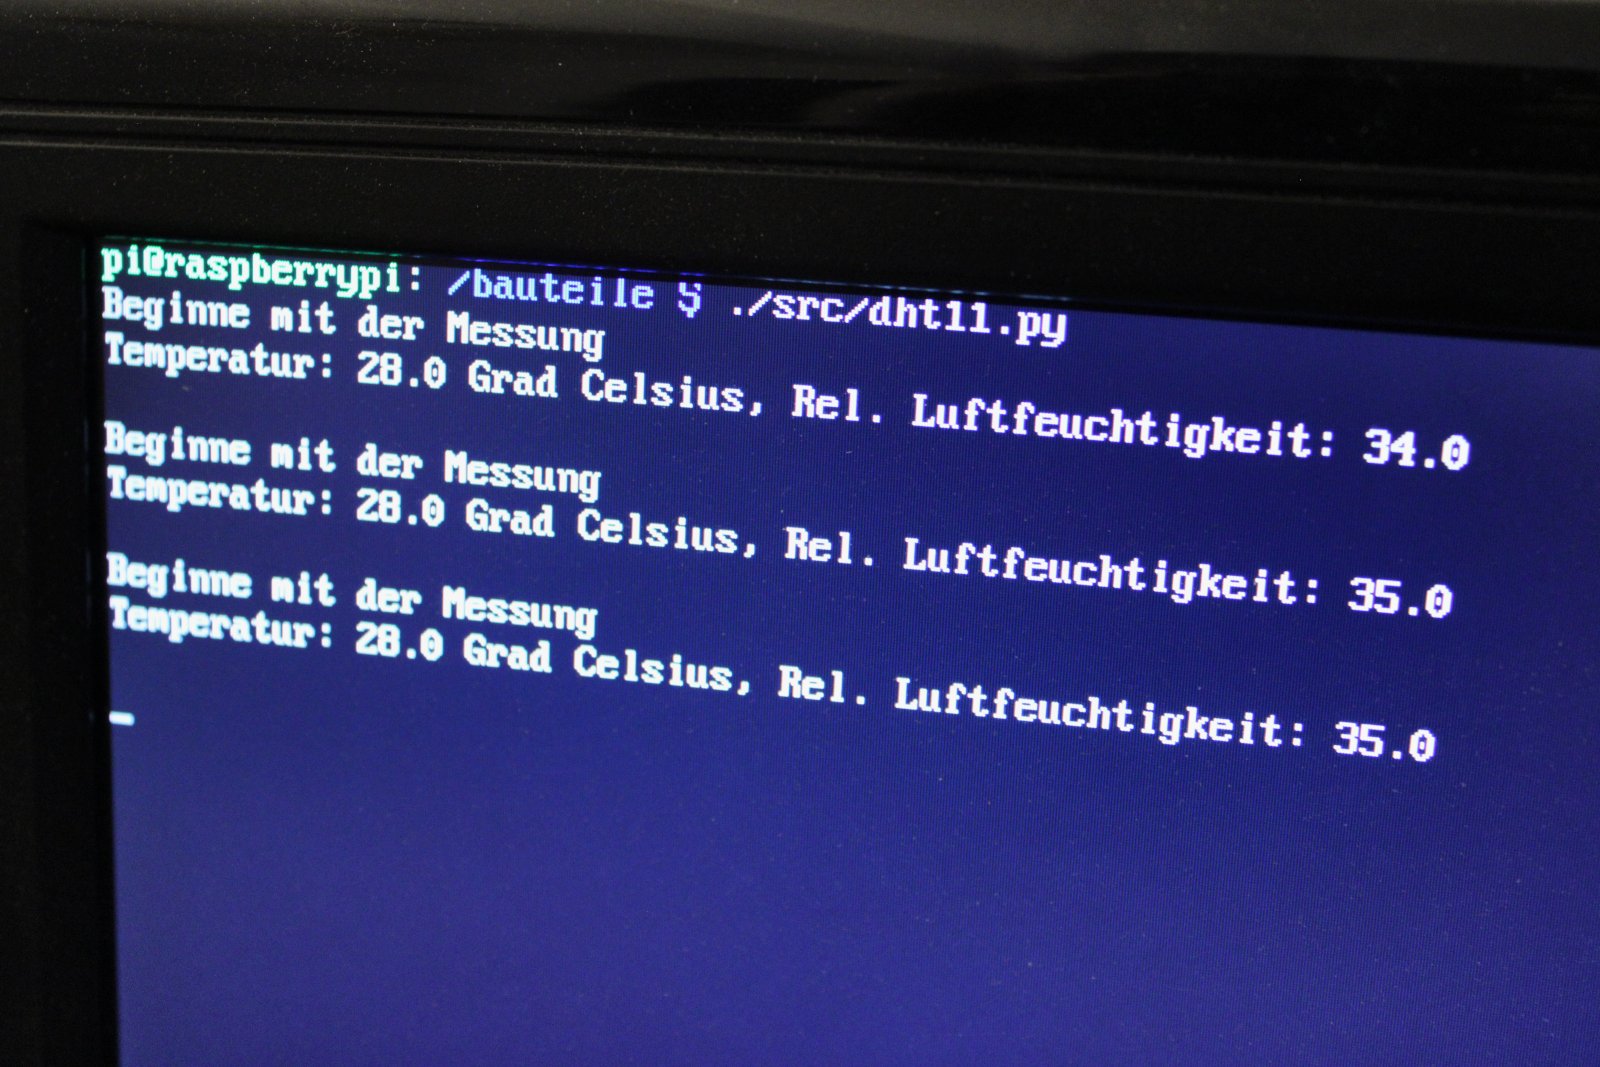 pi@raspberrypi: /bauteile $ ./src/dht11.py
Beginne mit der Messung
Temperatur: 28.0 Grad Celsius, Rel. Luftfeuchtigkeit: 34.0
Beginne mit der Messung
Temperatur: 28.0 Grad Celsius, Rel. Luftfeuchtigkeit: 35.0
Beginne mit der Messung
Temperatur: 28.0 Grad Celsius, Rel. Luftfeuchtigkeit: 35.0